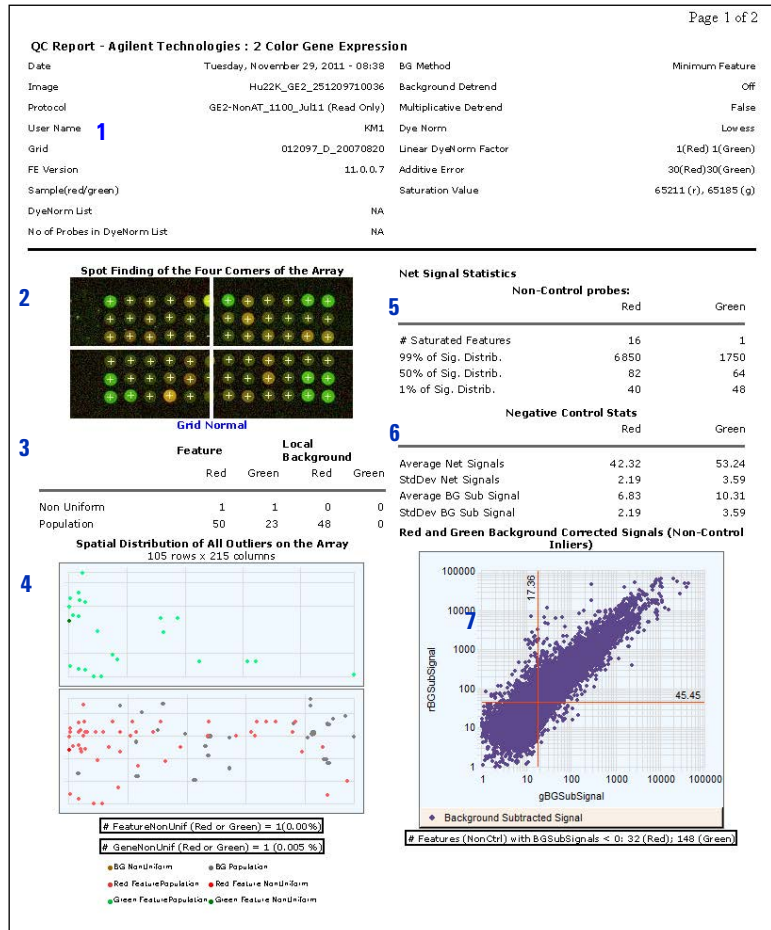 Page 1 of 2
QC Report - Agilent Technologies : 2 Color Gene Expression
Date Tuesday, November 29, 2011 - 08:38 BG Method Minimum Feature
Image Hu22K_GE2_251209710036 Background Detrend Off
Protocol GE2-NonAT_1100_Jul11 (Read Only) Multiplicative Detrend False
User Name 1 KM1 Dye Norm Lowess
Grid 012097_D_20070820 Linear DyeNorm Factor 1(Red) 1(Green)
FE Version 11.0.0.7 Additive Error 30(Red)30(Green)
Sample(red/green) Saturation Value 65211 (r), 65185 (g)
DyeNorm List NA
No of Probes in DyeNorm List NA
2
Spot Finding of the Four Corners of the Array
Grid Normal
3
Feature Local Background
Red Green Red Green
Non Uniform 1 1 0 0
Population 50 23 48 0
4
Spatial Distribution of All Outliers on the Array
105 rows x 215 columns
# FeatureNonUnif (Red or Green) = 1(0.00%)
# GeneNonUnif (Red or Green) = 1 (0.005 %)
BG NonUniform BG Population
Red FeaturePopulation Red Feature NonUniform
Green FeaturePopulation Green Feature NonUniform
Net Signal Statistics
5
Non-Control probes:
Red Green
# Saturated Features 16 1
99% of Sig. Distrib. 6850 1750
50% of Sig. Distrib. 82 64
1% of Sig. Distrib. 40 48
6
Negative Control Stats
Red Green
Average Net Signals 42.32 53.24
StdDev Net Signals 2.19 3.59
Average BG Sub Signal 6.83 10.31
StdDev BG Sub Signal 2.19 3.59
Red and Green Background Corrected Signals (Non-Control
Inliers)
7
100000
10000
1000
100
10
1
rBGSubSignal
17.36
45.45
1 10 100 1000 10000 100000
gBGSubSignal
Background Subtracted Signal
# Features (NonCtrl) with BGSubSignals < 0: 32 (Red); 148 (Green)